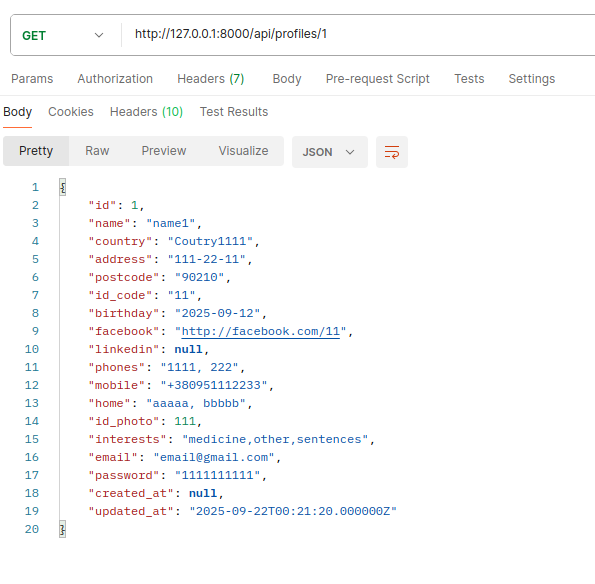 GET http://127.0.0.1:8000/api/profiles/1
Params Authorization Headers (7) Body Pre-request Script Tests Settings
Body Cookies Headers (10) Test Results
Pretty Raw Preview Visualize JSON
1 {
2 "id": 1,
3 "name": "name1",
4 "country": "Coutry1111",
5 "address": "111-22-11",
6 "postcode": "90210",
7 "id_code": "11",
8 "birthday": "2025-09-12",
9 "facebook": "http://facebook.com/11",
10 "linkedin": null,
11 "phones": "1111, 222",
12 "mobile": "+380951112233",
13 "home": "aaaaa, bbbbb",
14 "id_photo": 111,
15 "interests": "medicine,other,sentences",
16 "email": "email@gmail.com",
17 "password": "1111111111",
18 "created_at": null,
19 "updated_at": "2025-09-22T00:21:20.000000Z"
20 }